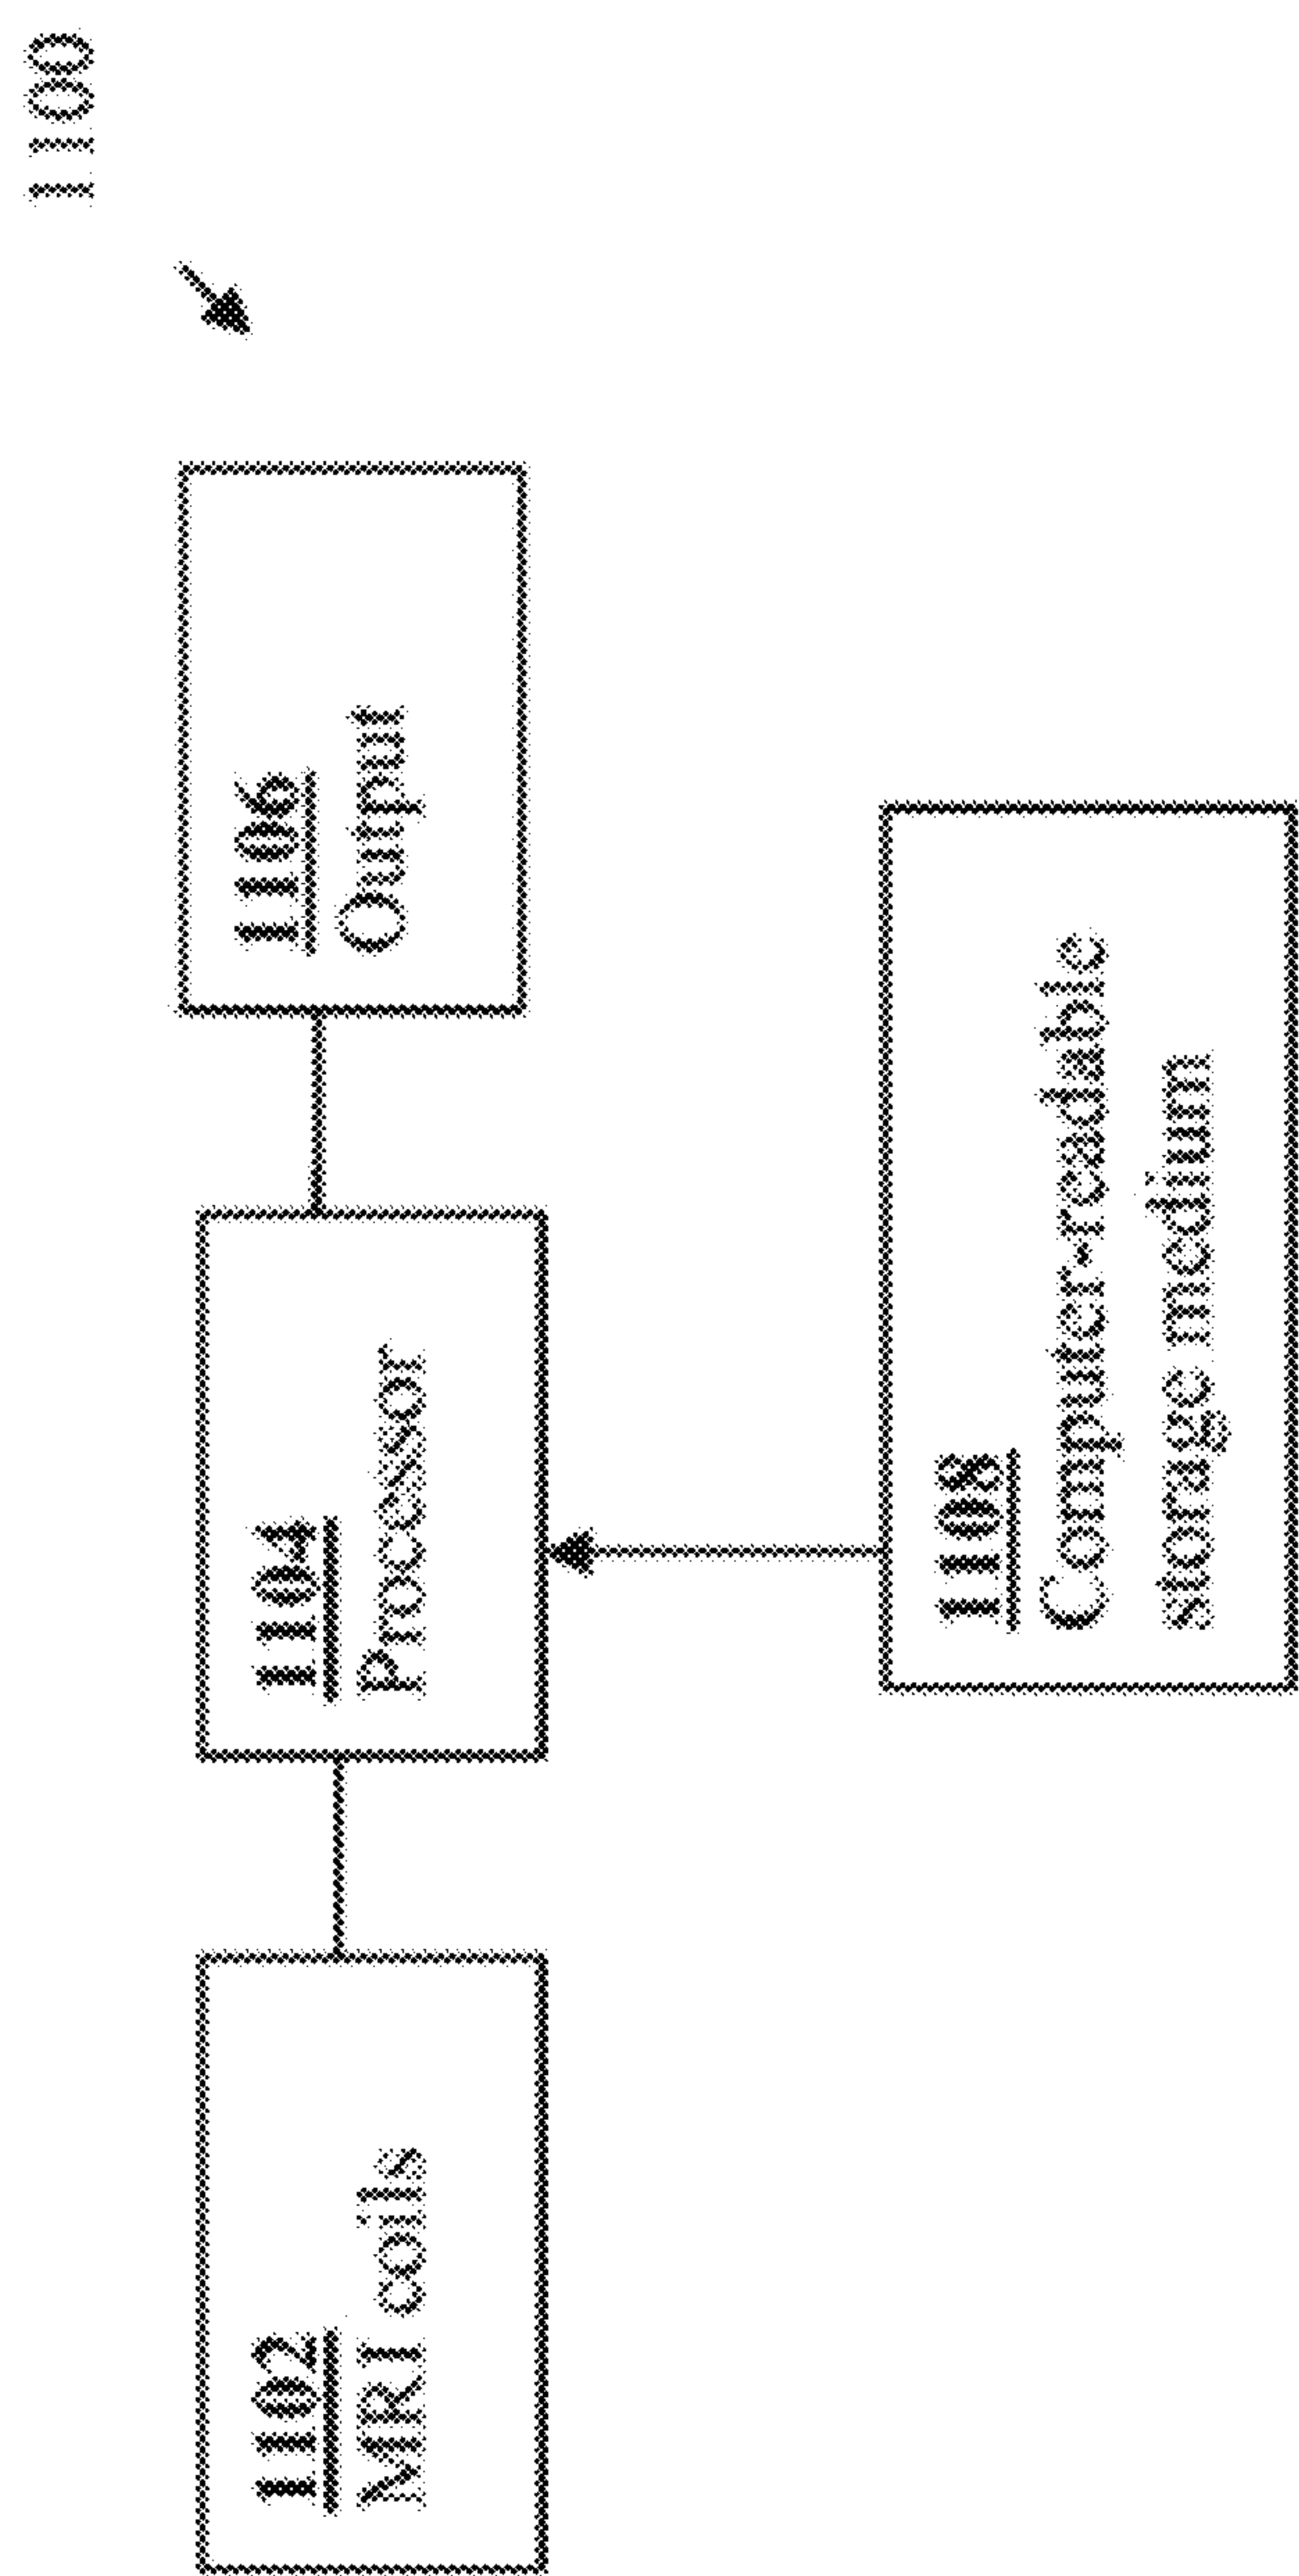 1100
1102
MRI coils
1104
Processor
1106
Output
1108
Computer-readable
storage medium